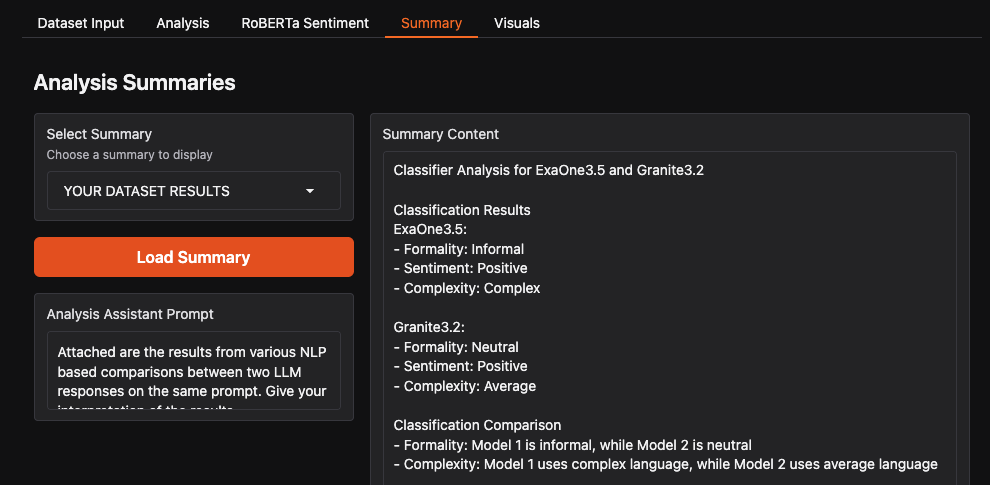 Dataset Input Analysis RoBERTa Sentiment Summary Visuals
Analysis Summaries
Select Summary
Choose a summary to display
YOUR DATASET RESULTS
Load Summary
Analysis Assistant Prompt
Attached are the results from various NLP
based comparisons between two LLM
responses on the same prompt. Give your
interpretation of the results
Summary Content
Classifier Analysis for ExaOne3.5 and Granite3.2
Classification Results
ExaOne3.5:
- Formality: Informal
- Sentiment: Positive
- Complexity: Complex
Granite3.2:
- Formality: Neutral
- Sentiment: Positive
- Complexity: Average
Classification Comparison
- Formality: Model 1 is informal, while Model 2 is neutral
- Complexity: Model 1 uses complex language, while Model 2 uses average language